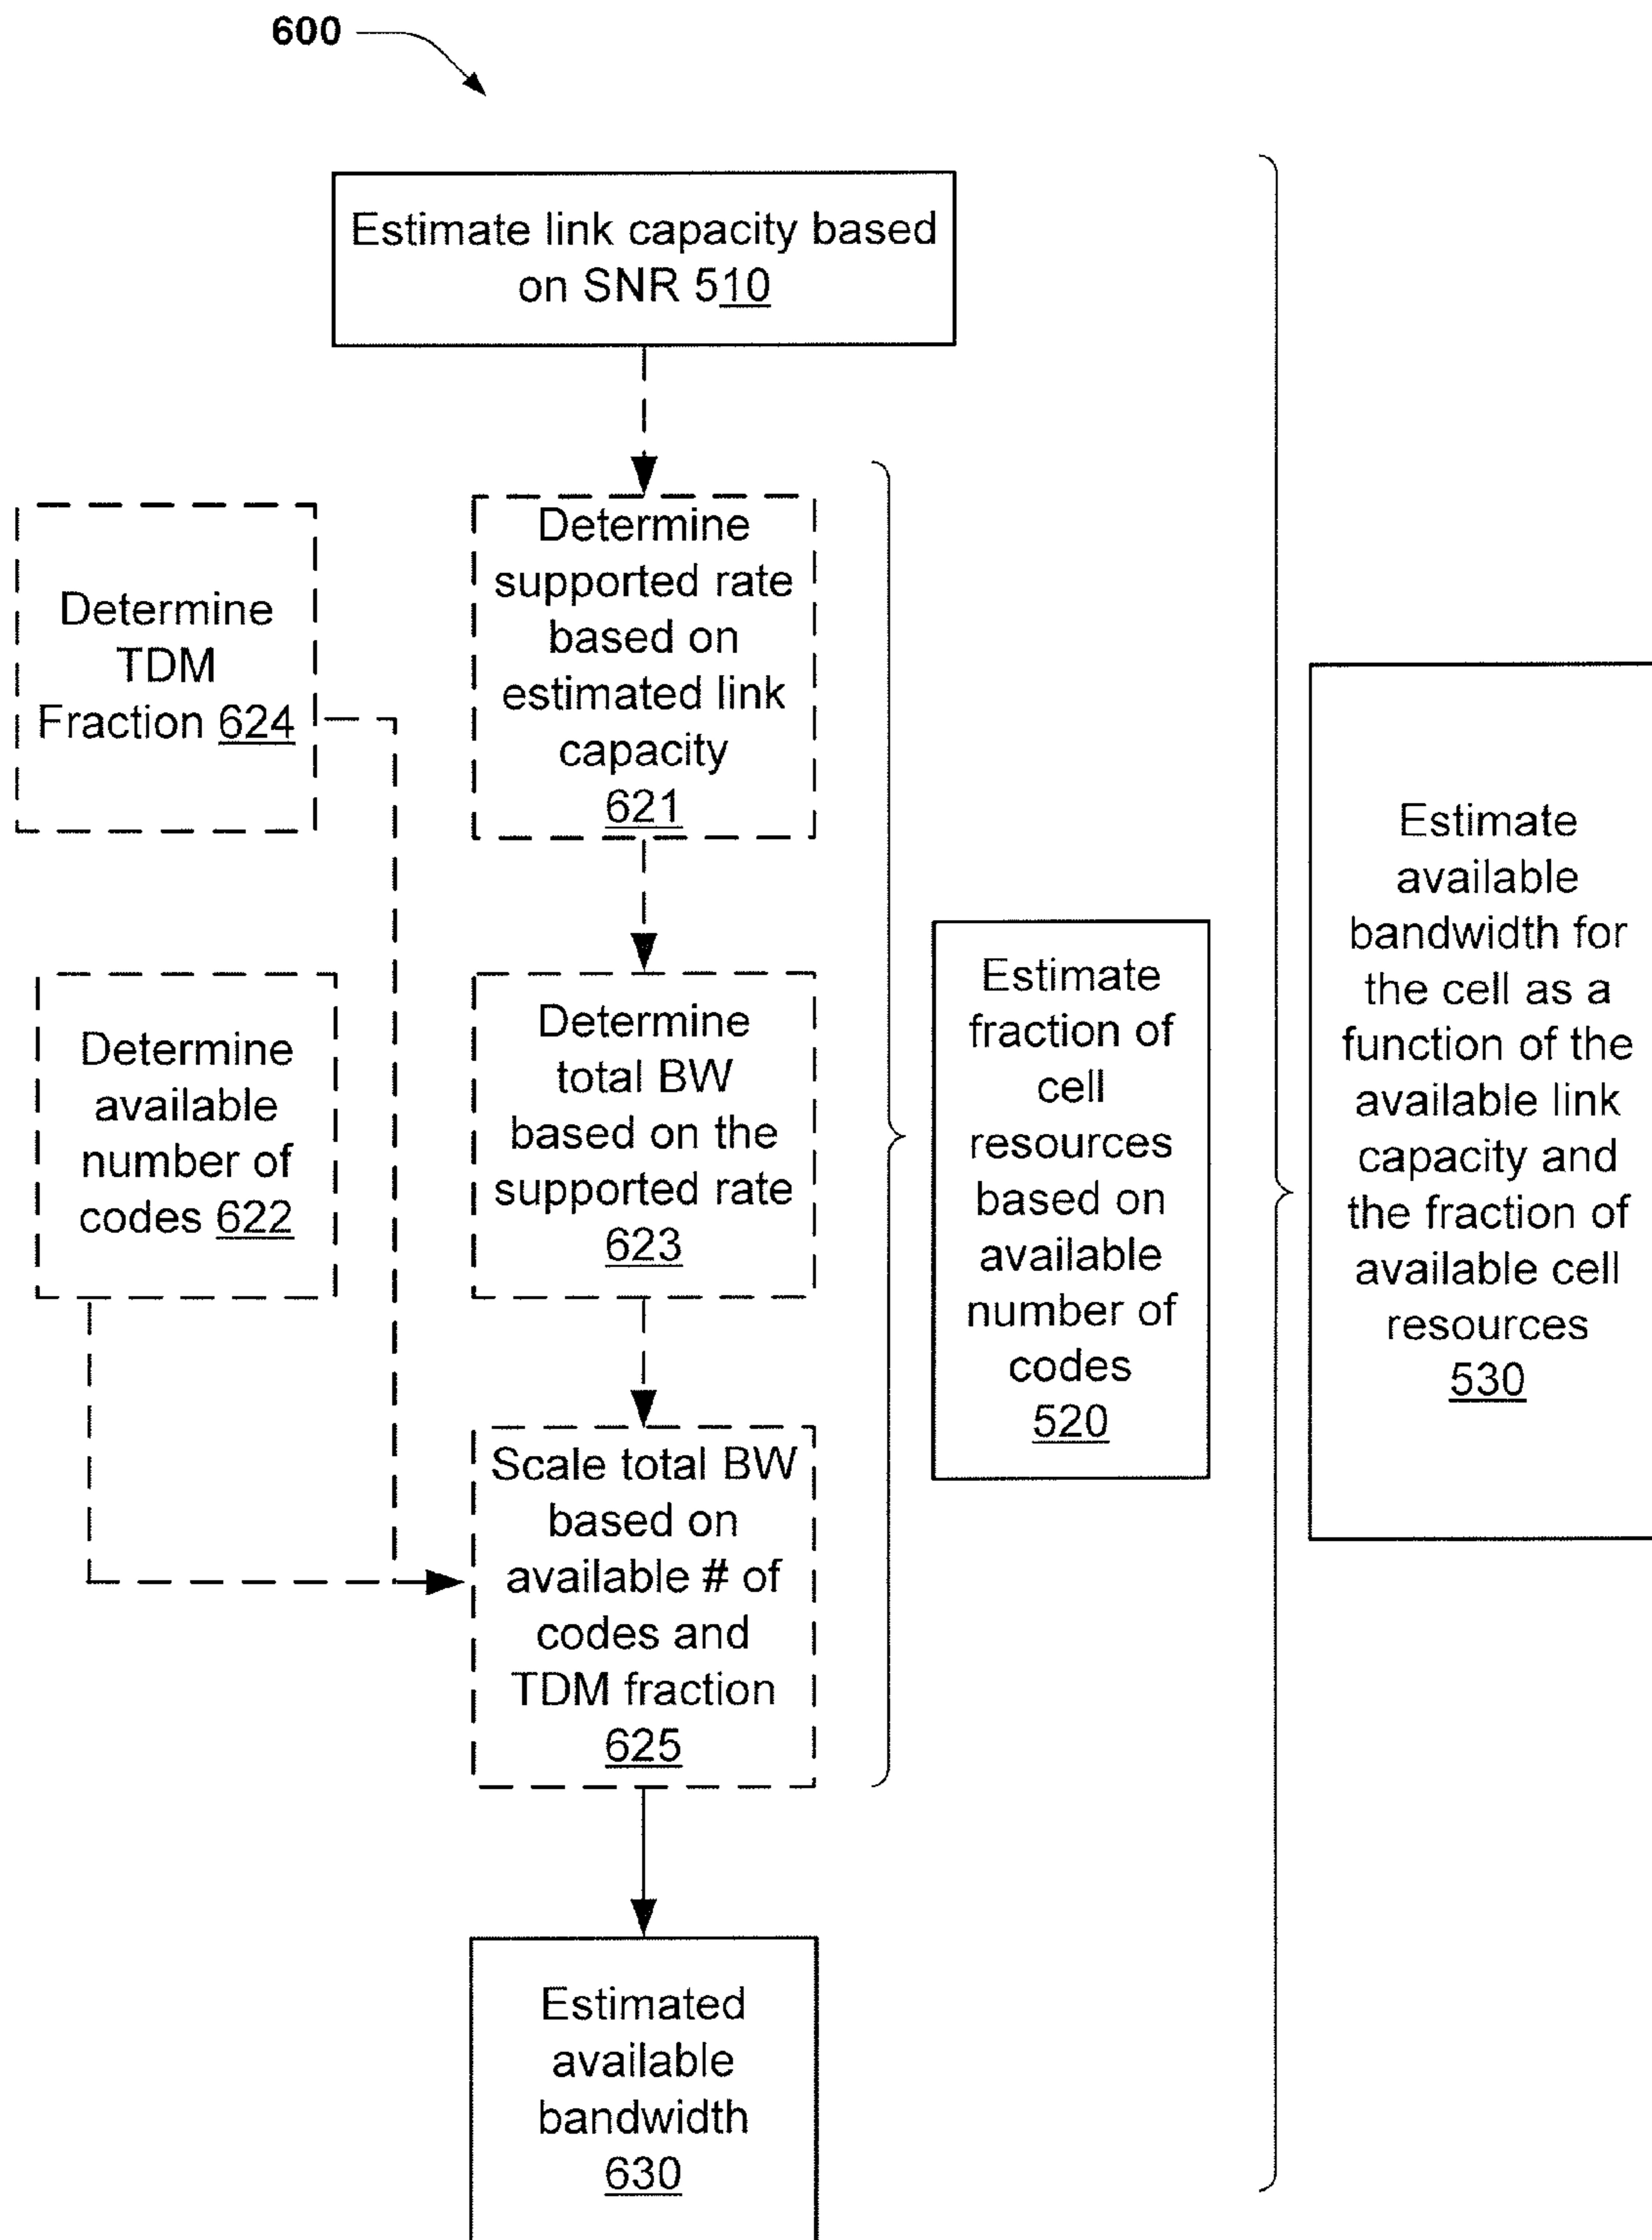 600
Estimate link capacity based
on SNR 510
Determine
TDM
Fraction 624
Determine
supported rate
based on
estimated link
capacity
621
Determine
available
number of
codes 622
Determine
total BW
based on the
supported rate
623
Scale total BW
based on
available # of
codes and
TDM fraction
625
Estimated
available
bandwidth
630
Estimate
fraction of
cell
resources
based on
available
number of
codes
520
Estimate
available
bandwidth for
the cell as a
function of the
available link
capacity and
the fraction of
available cell
resources
530